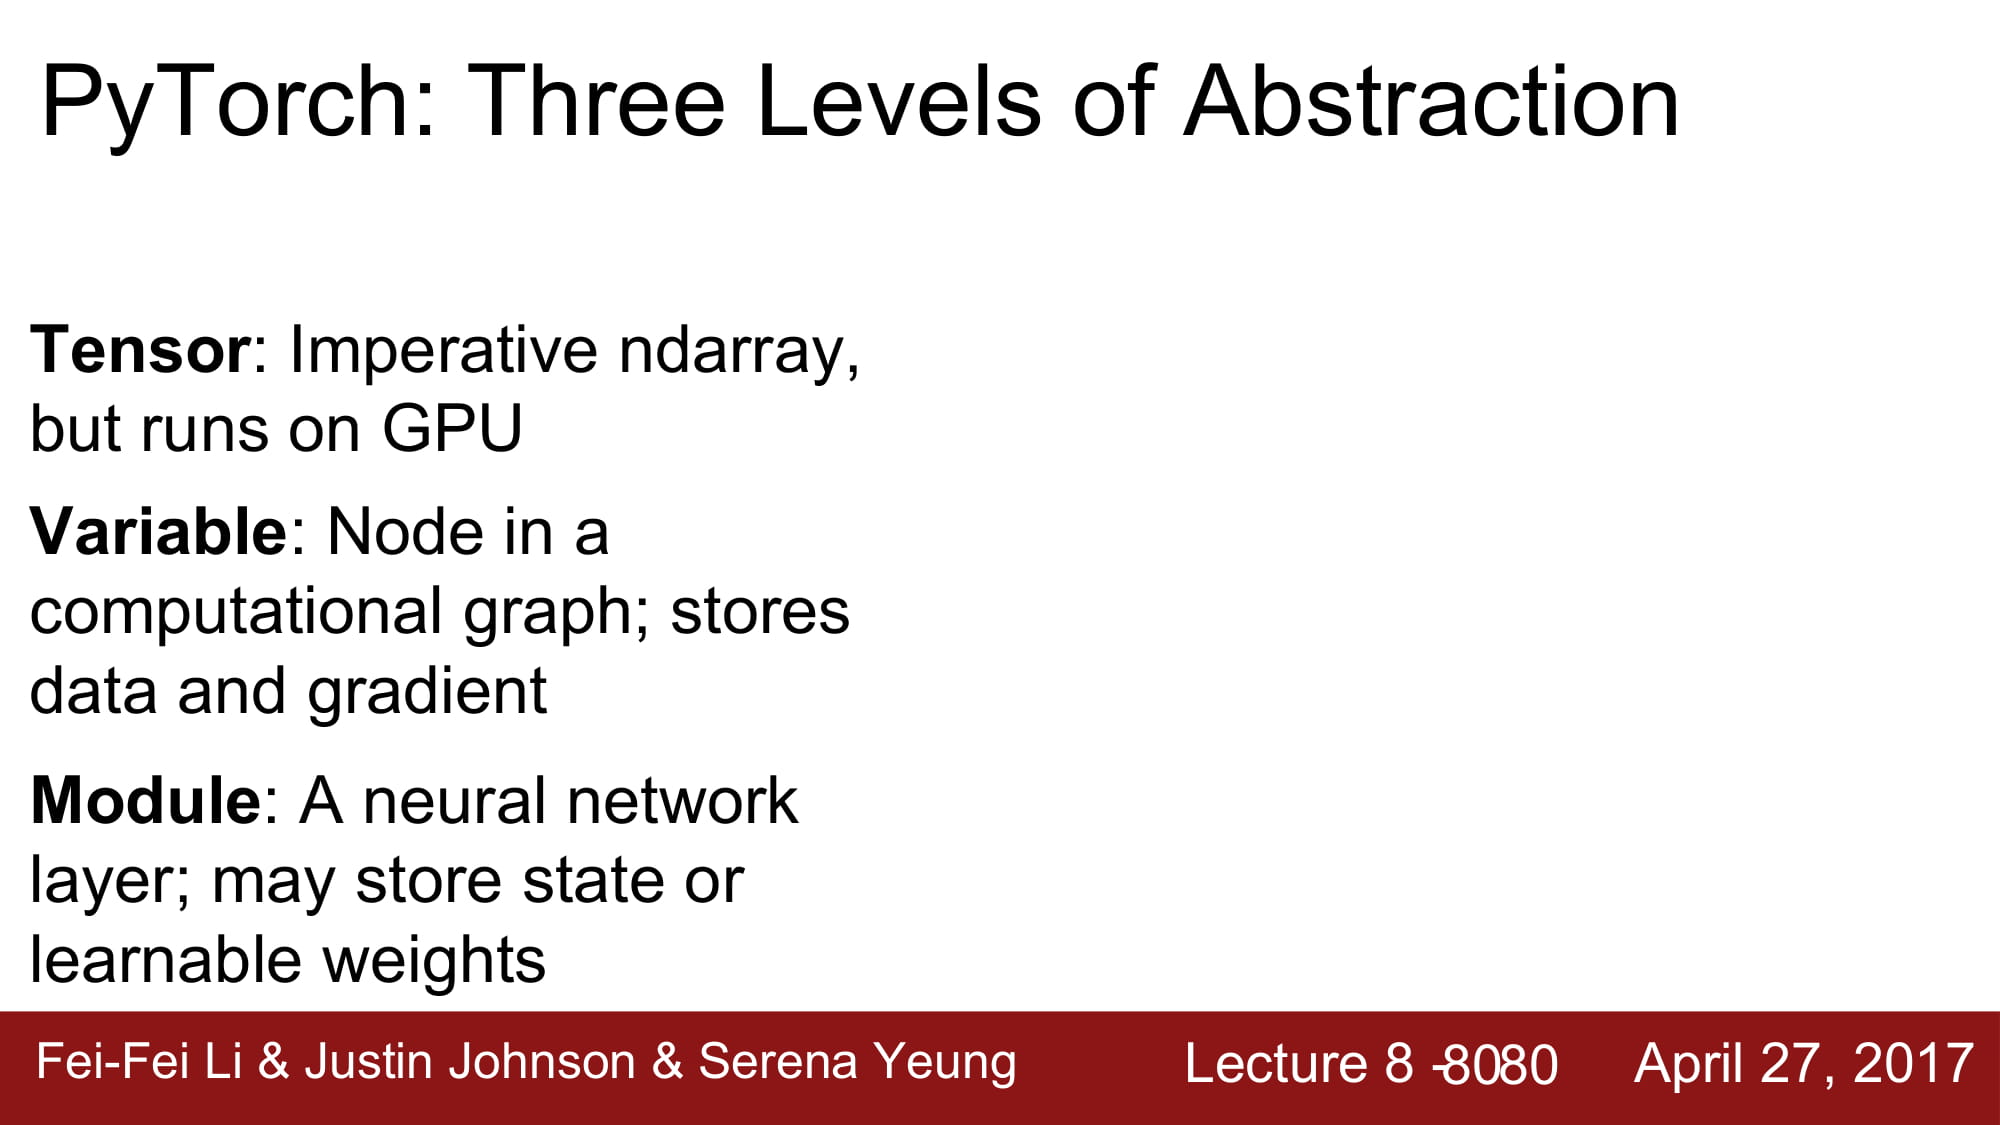 PyTorch: Three Levels of Abstraction
Tensor: Imperative ndarray,
but runs on GPU
Variable: Node in a
computational graph; stores
data and gradient
Module: A neural network
layer; may store state or
learnable weights
Fei-Fei Li & Justin Johnson & Serena Yeung Lecture 8 -8080 April 27, 2017